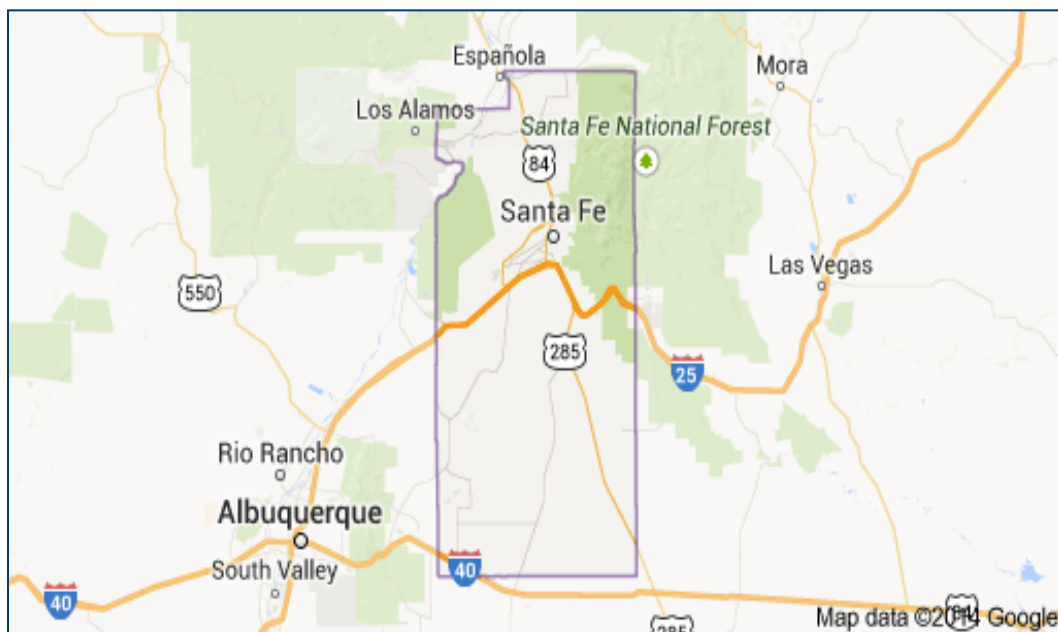 Española
Mora
Los Alamos
Santa Fe National Forest
84
Santa Fe
Las Vegas
550
285
25
Rio Rancho
Albuquerque
40
South Valley
40
285
Map data ©2014 Google